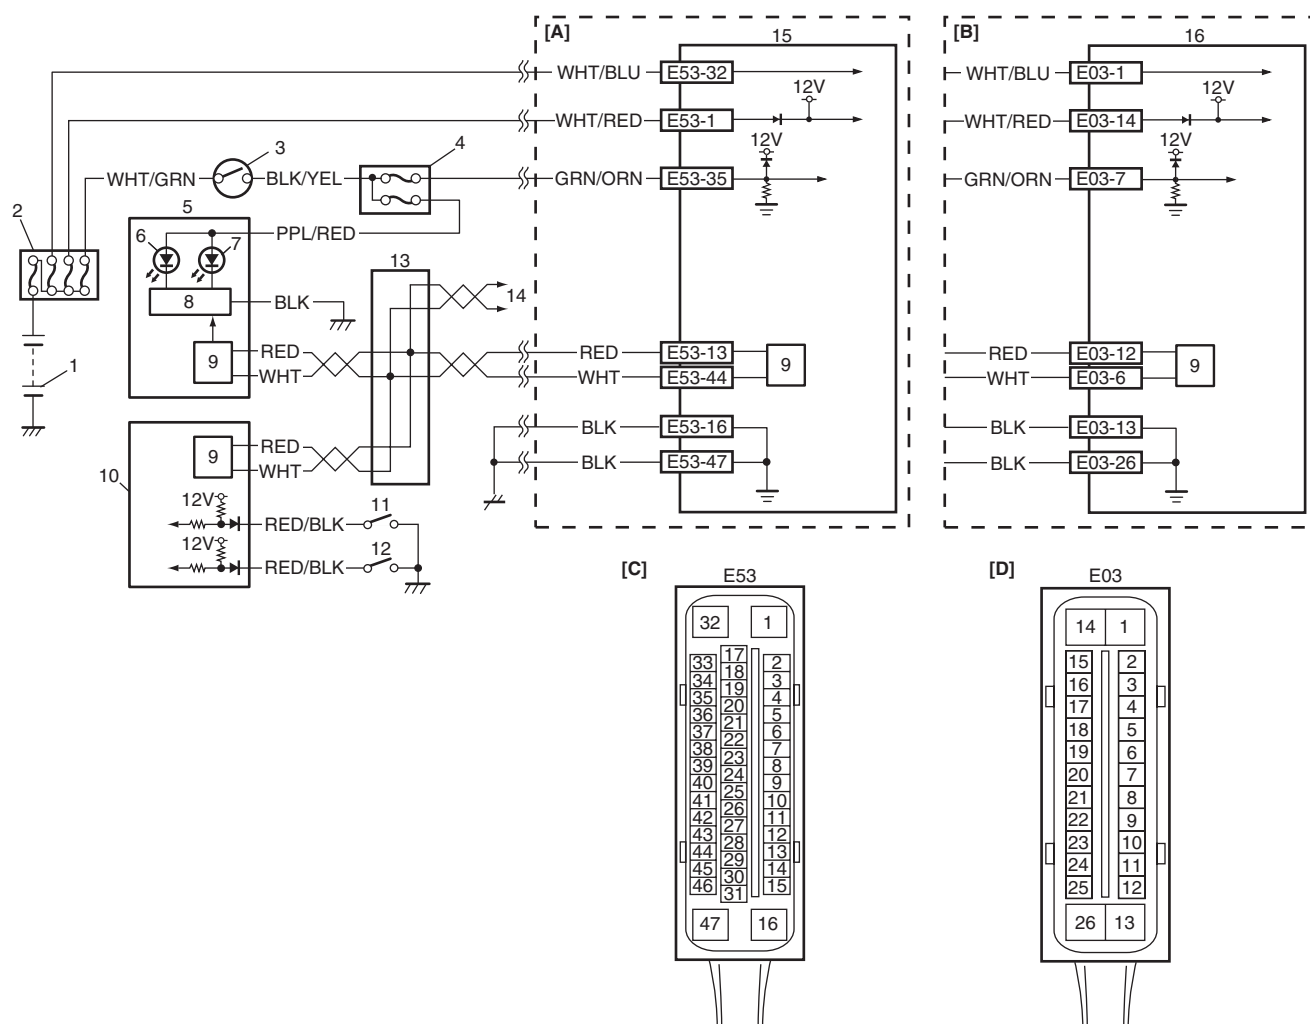 [A] 15 [B] 16
WHT/BLU E53-32 WHT/BLU E03-1
12V 12V
WHT/RED E53-1 WHT/RED E03-14
3 4 12V 12V
WHT/GRN BLK/YEL GRN/ORN E53-35 GRN/ORN E03-7
2 5
6 7 PPL/RED
13
8 BLK 14
9 RED RED E53-13 9 RED E03-12 9
WHT WHT E53-44 WHT E03-6
1
BLK E53-16 BLK E03-13
9 RED
WHT BLK E53-47 BLK E03-26
10
12V 11
RED/BLK
12V 12
RED/BLK
[C] E53 [D] E03
32 1
14 1
17
33 2
18
34 3
19
35 4
20
36 5
21
37 6
22
38 7
23
39 8
24
40 9
25
41 10
26
42 11
27
43 12
28
44 13
29
45 14
30
46 15
31
47 16
15 2
16 3
17 4
18 5
19 6
20 7
21 8
22 9
23 10
24 11
25 12
26 13